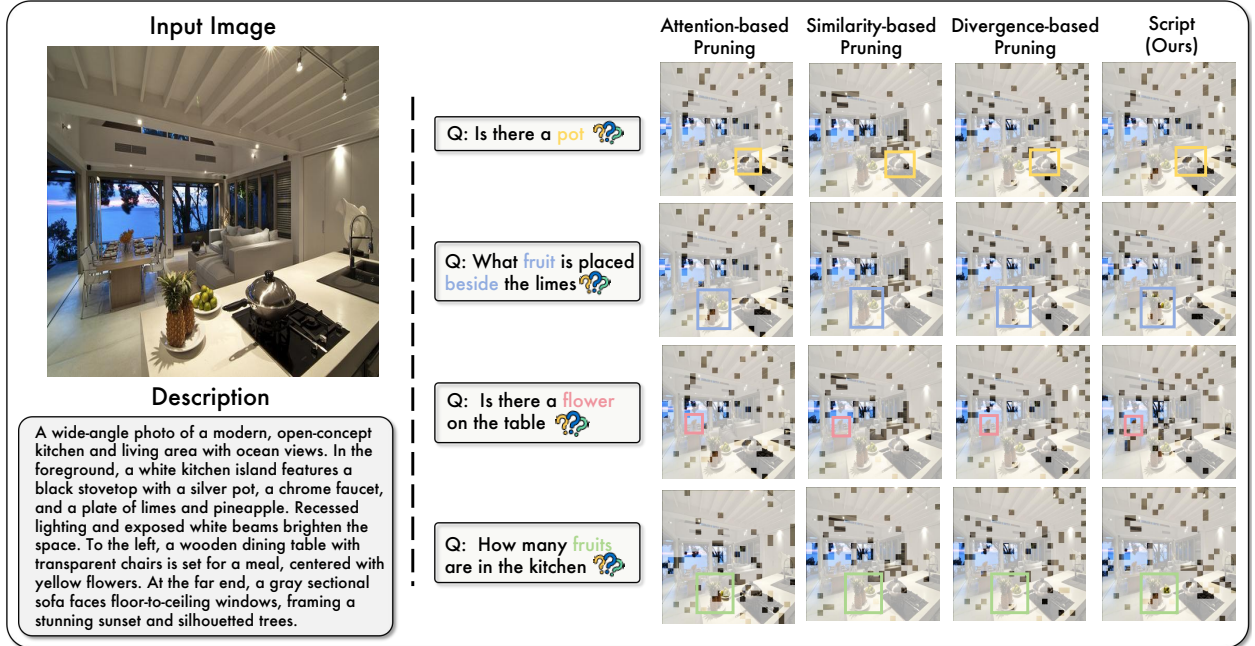 Input Image
Description
A wide-angle photo of a modern, open-concept
kitchen and living area with ocean views. In the
foreground, a white kitchen island features a
black stovetop with a silver pot, a chrome faucet,
and a plate of limes and pineapple. Recessed
lighting and exposed white beams brighten the
space. To the left, a wooden dining table with
transparent chairs is set for a meal, centered with
yellow flowers. At the far end, a gray sectional
sofa faces floor-to-ceiling windows, framing a
stunning sunset and silhouetted trees.
Attention-based
Pruning
Similarity-based
Pruning
Divergence-based
Pruning
Script
(Ours)
Q: Is there a pot ???
Q: What fruit is placed
beside the limes ???
Q: Is there a flower
on the table ???
Q: How many fruits
are in the kitchen ???